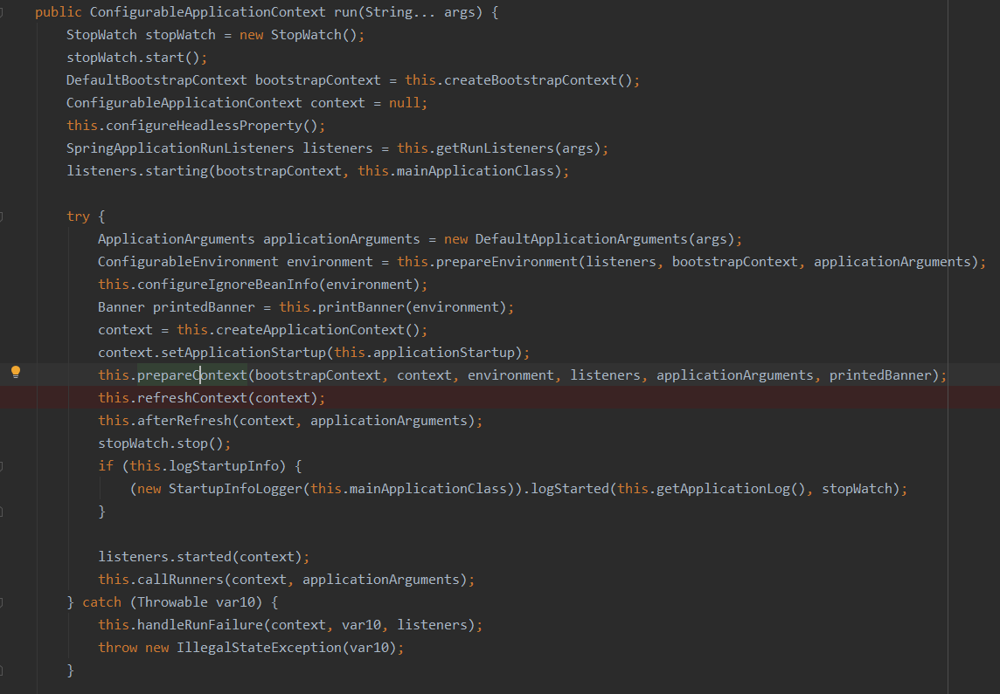 public ConfigurableApplicationContext run(String... args) {
StopWatch stopWatch = new StopWatch();
stopWatch.start();
DefaultBootstrapContext bootstrapContext = this.createBootstrapContext();
ConfigurableApplicationContext context = null;
this.configureHeadlessProperty();
SpringApplicationRunListeners listeners = this.getRunListeners(args);
listeners.starting(bootstrapContext, this.mainApplicationClass);
try {
ApplicationArguments applicationArguments = new DefaultApplicationArguments(args);
ConfigurableEnvironment environment = this.prepareEnvironment(listeners, bootstrapContext, applicationArguments);
this.configureIgnoreBeanInfo(environment);
Banner printedBanner = this.printBanner(environment);
context = this.createApplicationContext();
context.setApplicationStartup(this.applicationStartup);
this.prepareContext(bootstrapContext, context, environment, listeners, applicationArguments, printedBanner);
this.refreshContext(context);
this.afterRefresh(context, applicationArguments);
stopWatch.stop();
if (this.logStartupInfo) {
(new StartupInfoLogger(this.mainApplicationClass)).logStarted(this.getApplicationLog(), stopWatch);
}
listeners.started(context);
this.callRunners(context, applicationArguments);
} catch (Throwable var10) {
this.handleRunFailure(context, var10, listeners);
throw new IllegalStateException(var10);
}